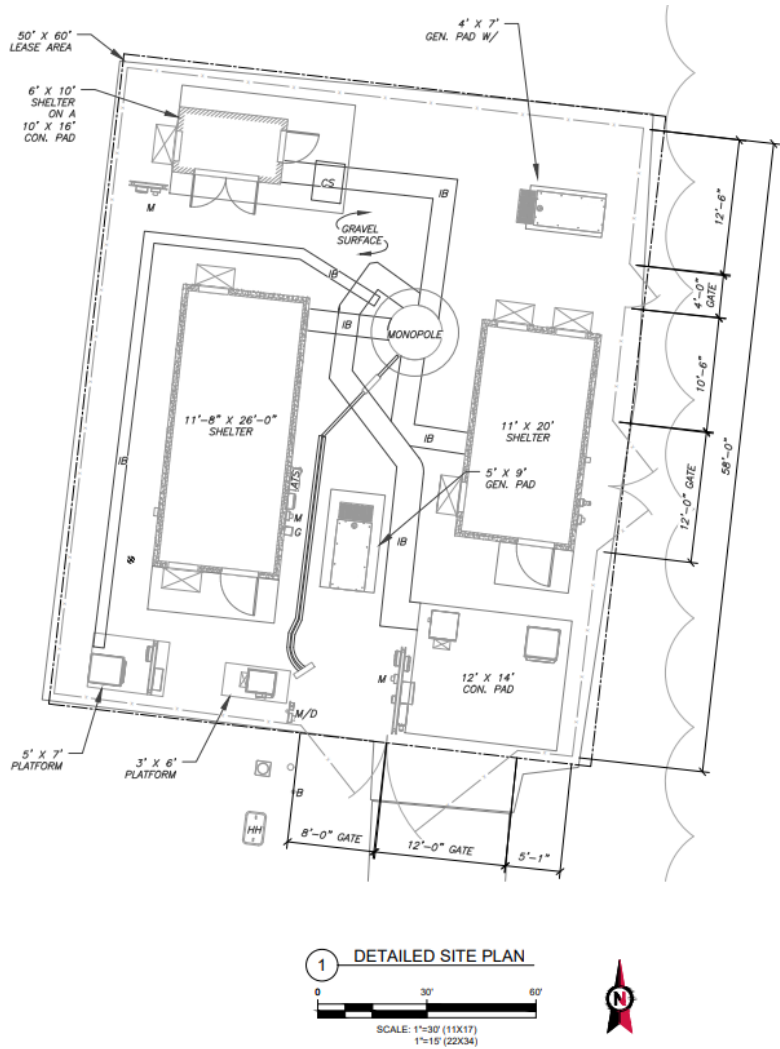 50' X 60'
LEASE AREA
4' X 7'
GEN. PAD W/
6' X 10'
SHELTER
ON A
10' X 16'
CON. PAD
CS
IB
M
GRAVEL
SURFACE
12'-6"
IB
4'-0"
GATE
IB
MONOPOLE
10'-6"
11'-8" X 26'-0"
SHELTER
11' X 20'
SHELTER
IB
58'-0"
IB
(ATS)
5' X 9'
GEN. PAD
12'-0" GATE
M
G
IB
12' X 14'
CON. PAD
M
M/D
5' X 7'
PLATFORM
3' X 6'
PLATFORM
B
HH
8'-0" GATE
12'-0" GATE
5'-1"
1
DETAILED SITE PLAN
0
30'
60'
SCALE: 1"=30' (11X17)
1"=15' (22X34)
N